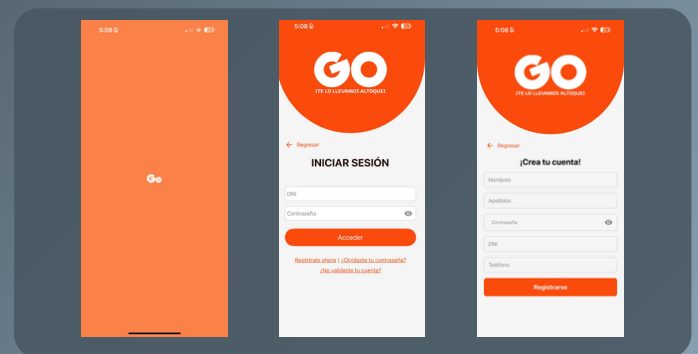 5:08
Go
5:08
GO
¡TE LO LLEVAMOS ALTOQUE!
← Regresar
INICIAR SESIÓN
DNI
Contraseña
Acceder
Regístrate ahora | ¿Olvidaste tu contraseña?
¿No validaste tu cuenta?
5:08
GO
¡TE LO LLEVAMOS ALTOQUE!
← Regresar
¡Crea tu cuenta!
Nombres
Apellidos
Contraseña
DNI
Teléfono
Registrarse